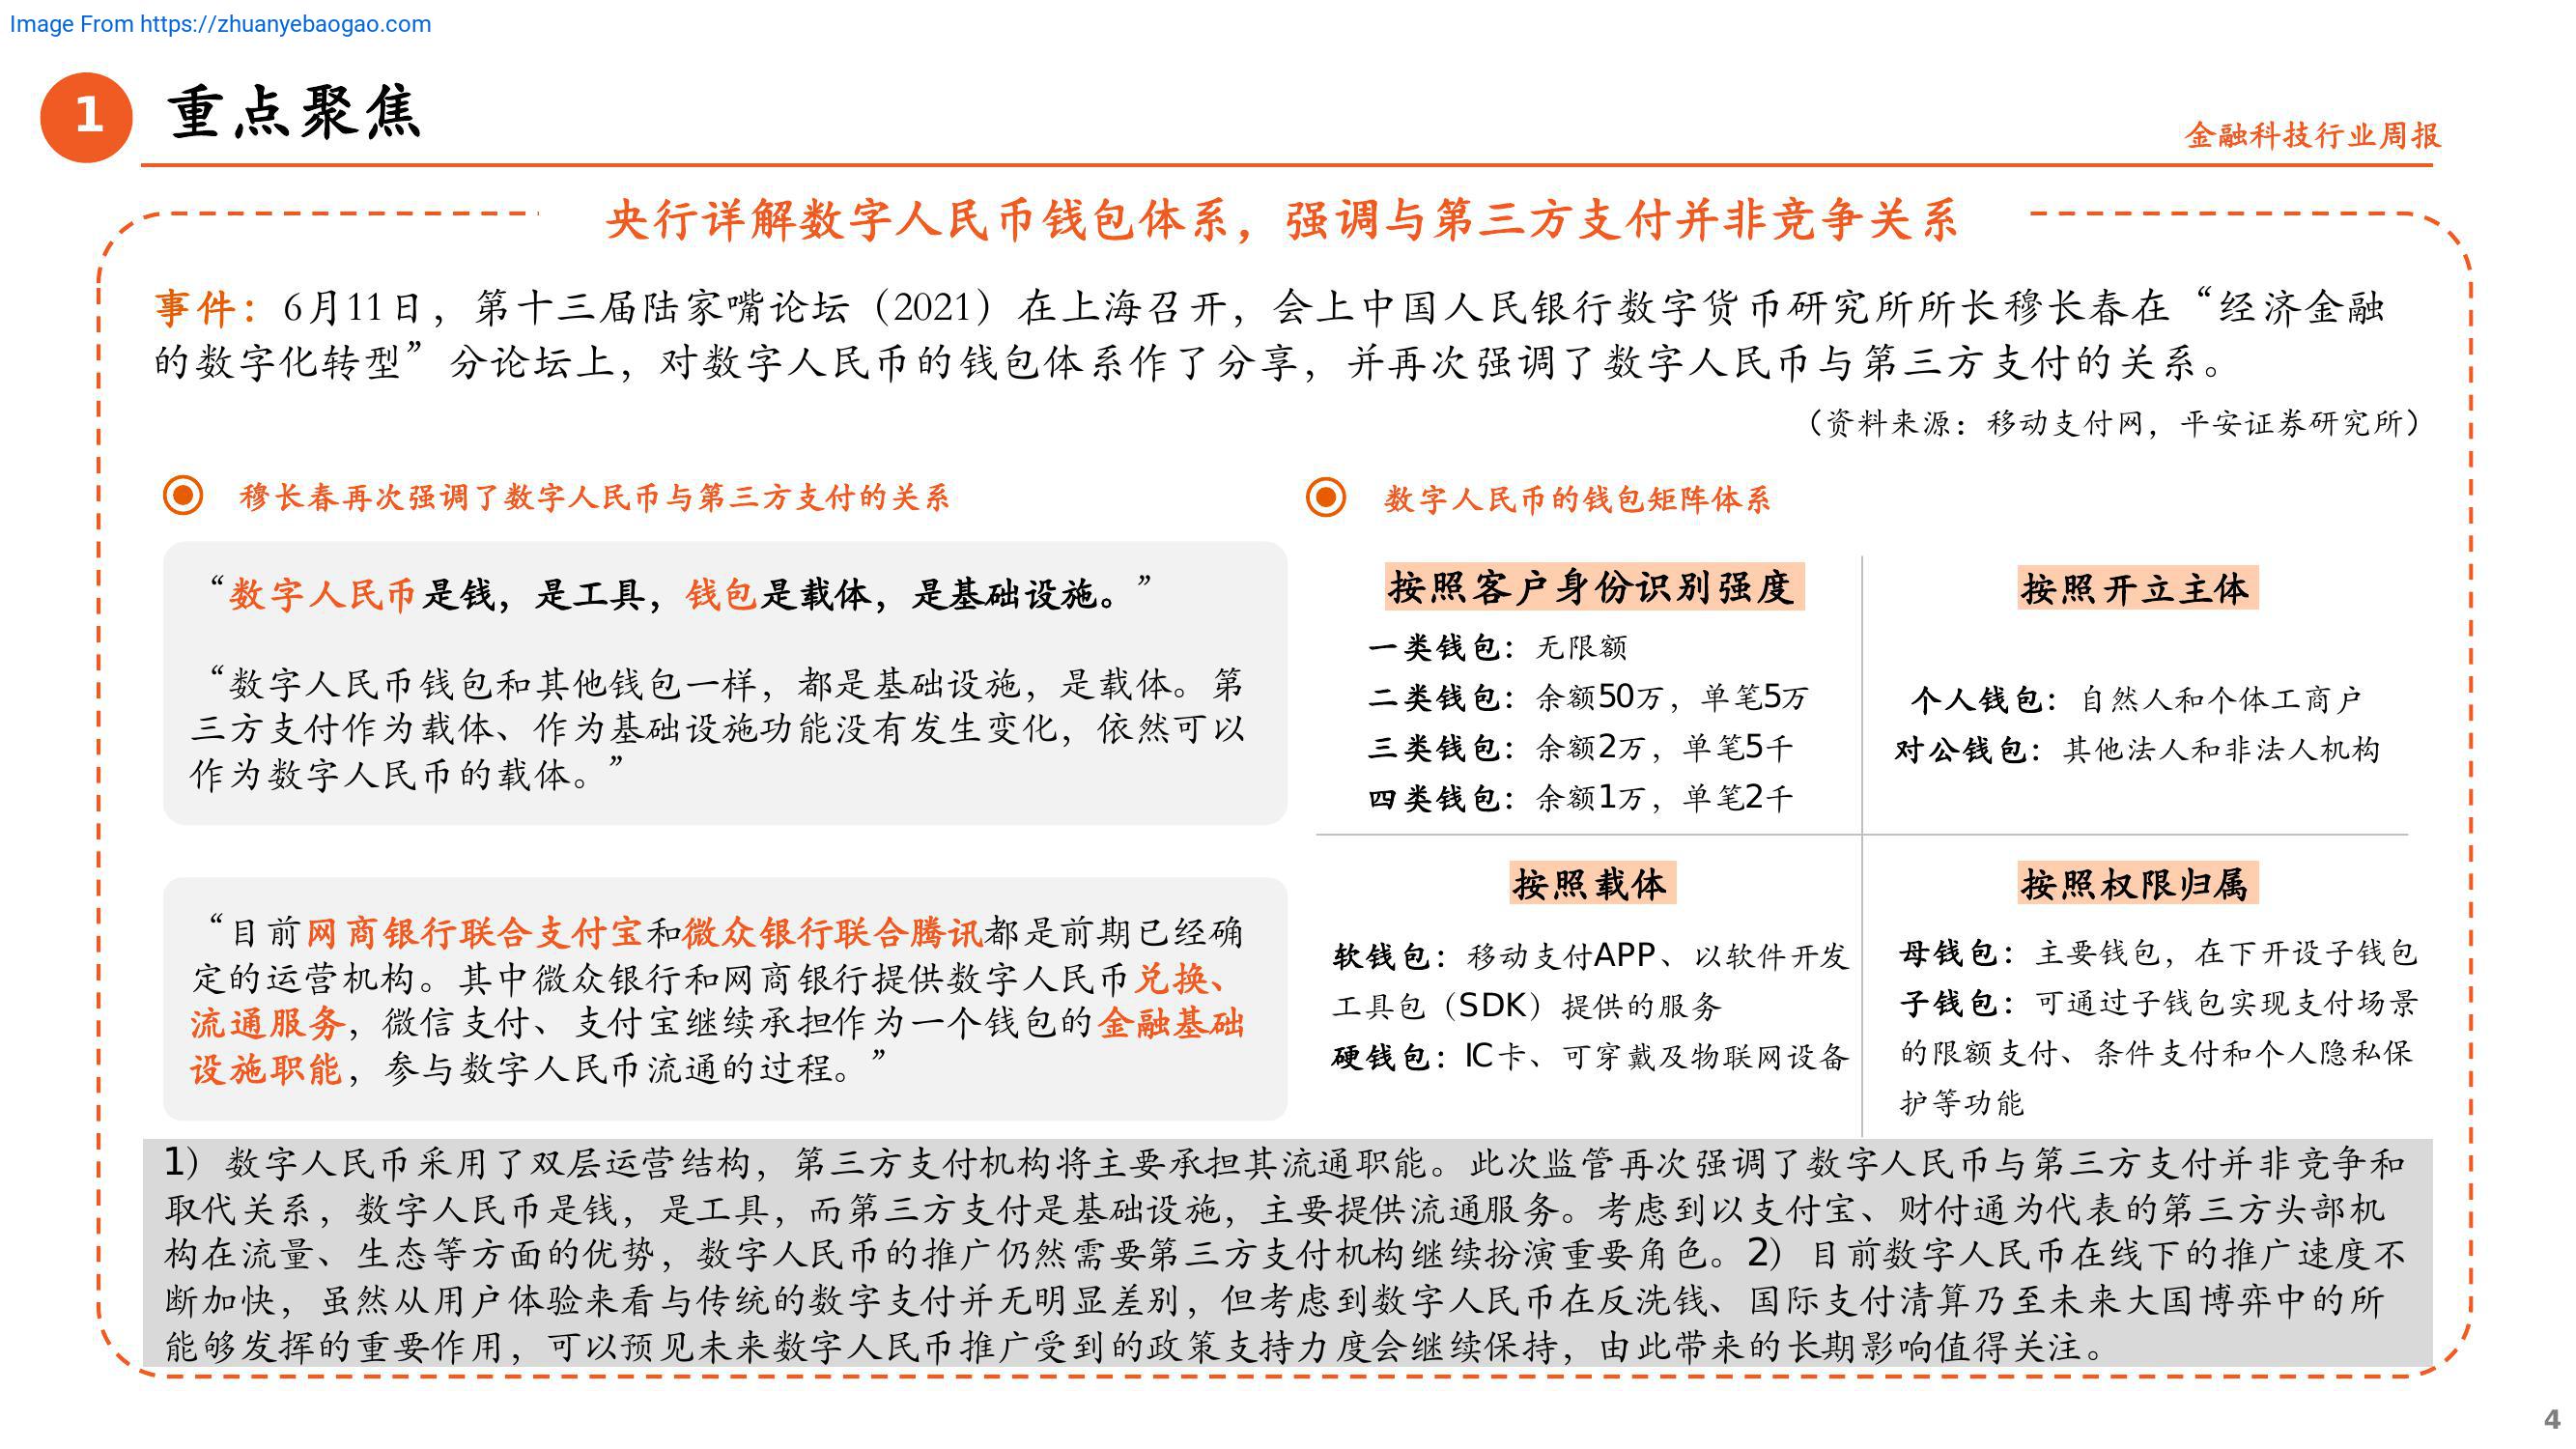 Image From https://zhuanyebaogao.com
1
重点聚焦
金融科技行业周报
央行详解数字人民币钱包体系，强调与第三方支付并非竞争关系
事件：6月11日，第十三届陆家嘴论坛（2021）在上海召开，会上中国人民银行数字货币研究所所长穆长春在“经济金融
的数字化转型”分论坛上，对数字人民币的钱包体系作了分享，并再次强调了数字人民币与第三方支付的关系。
（资料来源：移动支付网，平安证券研究所）
穆长春再次强调了数字人民币与第三方支付的关系
“数字人民币是钱，是工具，钱包是载体，是基础设施。”
“数字人民币钱包和其他钱包一样，都是基础设施，是载体。第
三方支付作为载体、作为基础设施功能没有发生变化，依然可以
作为数字人民币的载体。”
“目前网商银行联合支付宝和微众银行联合腾讯都是前期已经确
定的运营机构。其中微众银行和网商银行提供数字人民币兑换、
流通服务，微信支付、支付宝继续承担作为一个钱包的金融基础
设施职能，参与数字人民币流通的过程。”
数字人民币的钱包矩阵体系
按照客户身份识别强度
一类钱包：无限额
二类钱包：余额50万，单笔5万
三类钱包：余额2万，单笔5千
四类钱包：余额1万，单笔2千
按照开立主体
个人钱包：自然人和个体工商户
对公钱包：其他法人和非法人机构
按照载体
软钱包：移动支付APP、以软件开发
工具包（SDK）提供的服务
硬钱包：IC卡、可穿戴及物联网设备
按照权限归属
母钱包：主要钱包，在下开设子钱包
子钱包：可通过子钱包实现支付场景
的限额支付、条件支付和个人隐私保
护等功能
1）数字人民币采用了双层运营结构，第三方支付机构将主要承担其流通职能。此次监管再次强调了数字人民币与第三方支付并非竞争和
取代关系，数字人民币是钱，是工具，而第三方支付是基础设施，主要提供流通服务。考虑到以支付宝、财付通为代表的第三方头部机
构在流量、生态等方面的优势，数字人民币的推广仍然需要第三方支付机构继续扮演重要角色。2）目前数字人民币在线下的推广速度不
断加快，虽然从用户体验来看与传统的数字支付并无明显差别，但考虑到数字人民币在反洗钱、国际支付清算乃至未来大国博弈中的所
能够发挥的重要作用，可以预见未来数字人民币推广受到的政策支持力度会继续保持，由此带来的长期影响值得关注。
4